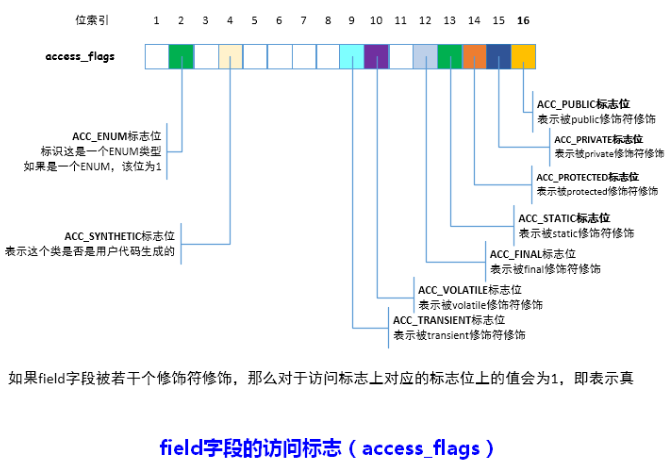 位索引 1 2 3 4 5 6 7 8 9 10 11 12 13 14 15 16
access_flags
ACC_PUBLIC标志位
表示被public修饰符修饰
ACC_ENUM标志位
标识这是一个ENUM类型
如果是一个ENUM，该位为1
ACC_PRIVATE标志位
表示被private修饰符修饰
ACC_PROTECTED标志位
表示被protected修饰符修饰
ACC_STATIC标志位
表示被static修饰符修饰
ACC_SYNTHETIC标志位
表示这个类是否是用户代码生成的
ACC_FINAL标志位
表示被final修饰符修饰
ACC_VOLATILE标志位
表示被volatile修饰符修饰
ACC_TRANSIENT标志位
表示被transient修饰符修饰
如果field字段被若干个修饰符修饰，那么对于访问标志上对应的标志位上的值会为1，即表示真
field字段的访问标志（access_flags）